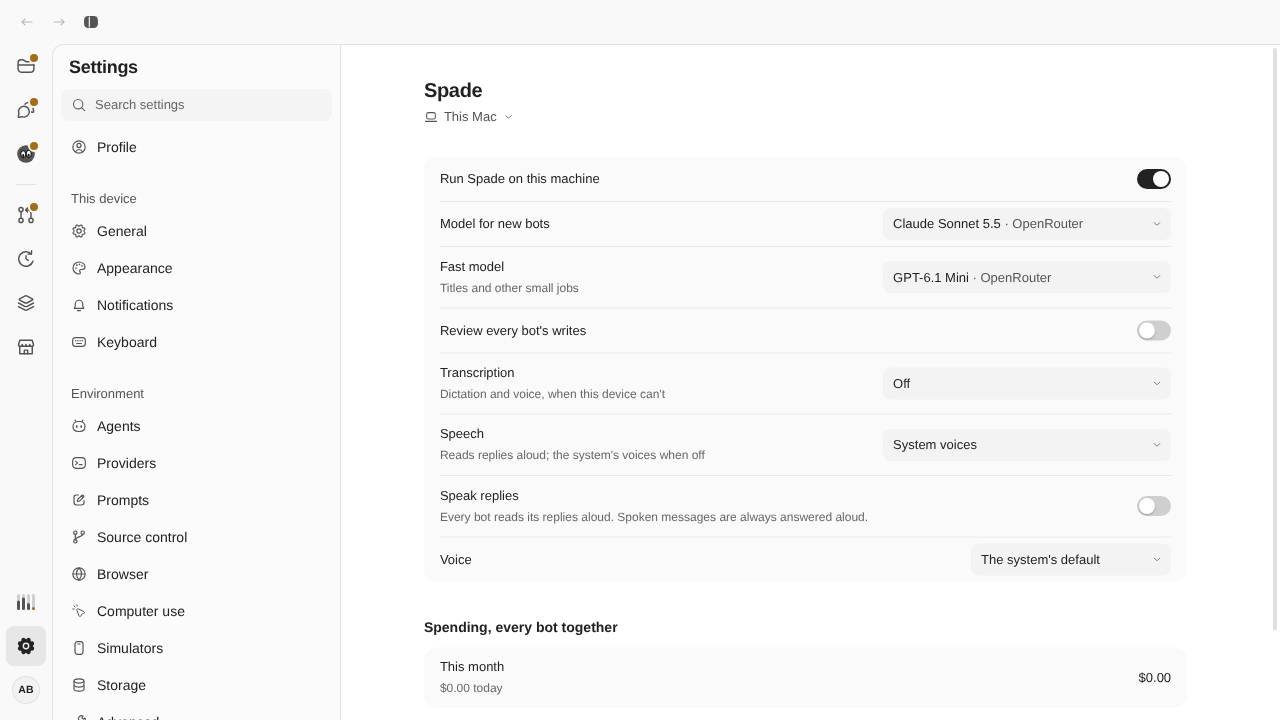 Settings
Search settings
Profile
This device
General
Appearance
Notifications
Keyboard
Environment
Agents
Providers
Prompts
Source control
Browser
Computer use
Simulators
Storage
Advanced
AB
Spade
This Mac
Run Spade on this machine
Model for new bots
Claude Sonnet 5.5 · OpenRouter
Fast model
Titles and other small jobs
GPT-6.1 Mini · OpenRouter
Review every bot's writes
Transcription
Dictation and voice, when this device can't
Off
Speech
Reads replies aloud; the system's voices when off
System voices
Speak replies
Every bot reads its replies aloud. Spoken messages are always answered aloud.
Voice
The system's default
Spending, every bot together
This month
$0.00 today
$0.00